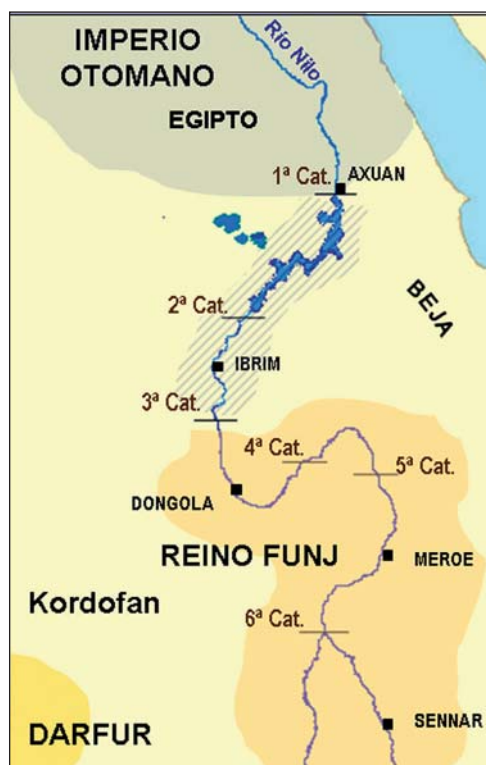 IMPERIO
OTOMANO
Río Nilo
EGIPTO
1ª Cat.
AXUAN
BEJA
2ª Cat.
IBRIM
3ª Cat.
4ª Cat.
5ª Cat.
DONGOLA
REINO FUNJ
MEROE
Kordofan
6ª Cat.
SENNAR
DARFUR